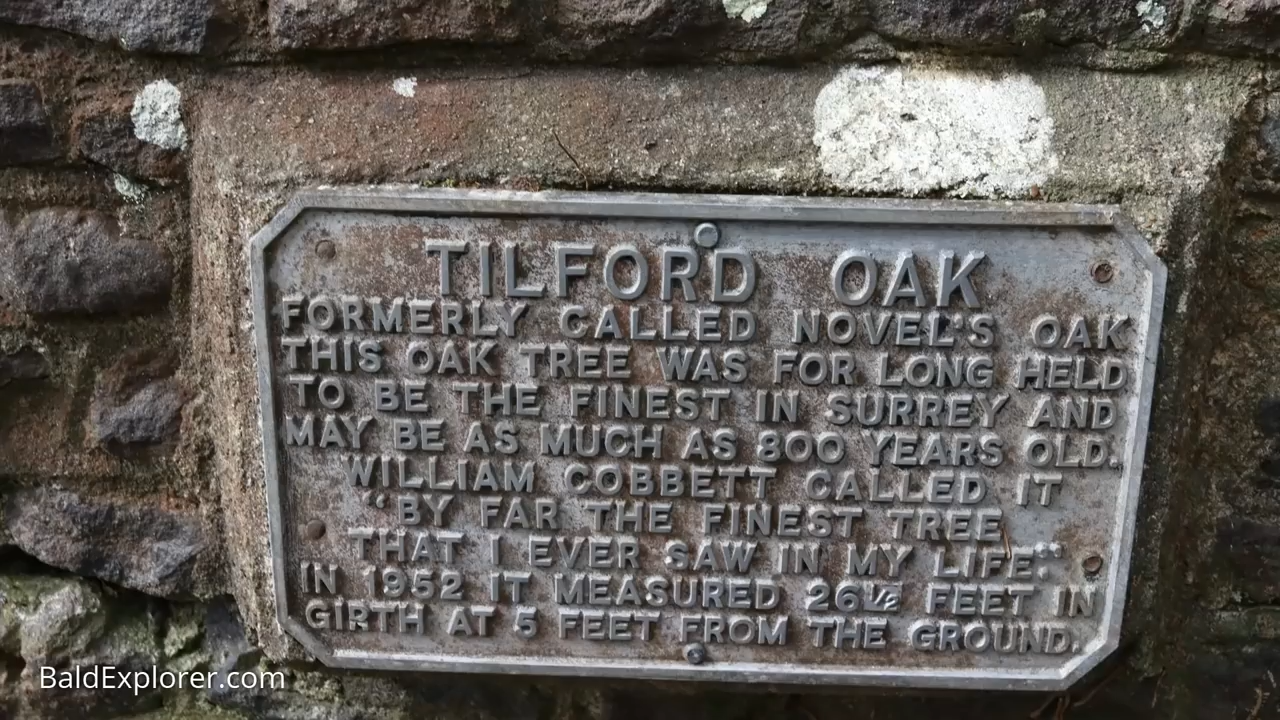 TILFORD OAK
FORMERLY CALLED NOVEL'S OAK
THIS OAK TREE WAS FOR LONG HELD
TO BE THE FINEST IN SURREY AND
MAY BE AS MUCH AS 800 YEARS OLD.
WILLIAM COBBETT CALLED IT
"BY FAR THE FINEST TREE
THAT I EVER SAW IN MY LIFE."
IN 1952 IT MEASURED 26½ FEET IN
GIRTH AT 5 FEET FROM THE GROUND.
BaldExplorer.com